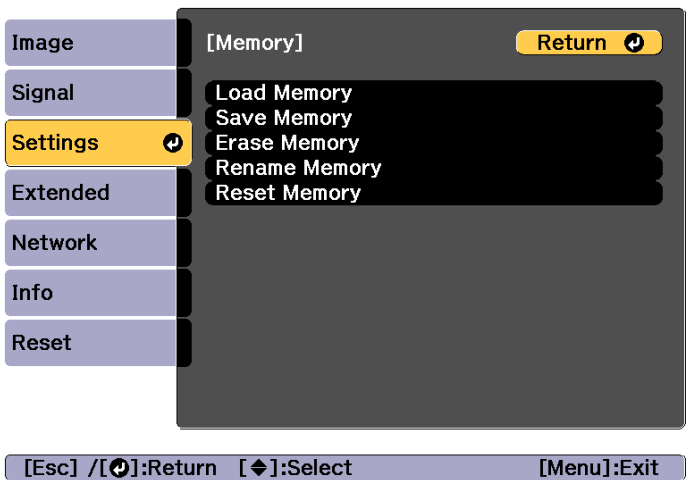 Image
Signal
Settings
Extended
Network
Info
Reset
[Memory]
Return
Load Memory
Save Memory
Erase Memory
Rename Memory
Reset Memory
[Esc] /[⏎]:Return [◆]:Select [Menu]:Exit